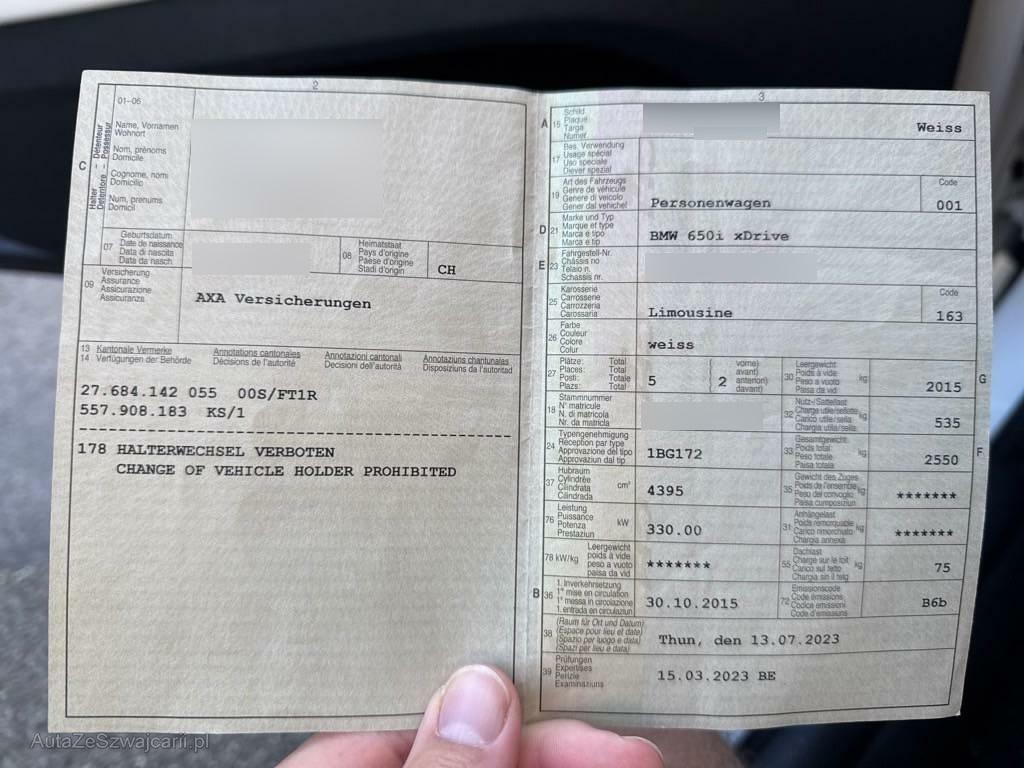 2
01-06
Name, Vornamen
Wohnort
Nom, prénoms
Domicile
Cognome, nomi
Domicilio
Num, prenums
Domicil
C
Halter – Détenteur
Detentore – Possessur
07
Geburtsdatum
Date de naissance
Data di nascita
Data da nasch.
08
Heimatstaat
Pays d'origine
Paese d'origine
Stadi d'origin
CH
09
Versicherung
Assurance
Assicurazione
Assicuranza
AXA Versicherungen
13 Kantonale Vermerke
14 Verfügungen der Behörde
Annotations cantonales
Décisions de l'autorité
Annotazioni cantonali
Decisioni dell'autorità
Annotaziuns chantunalas
Disposiziuns da l'autoritad
27.684.142 055 00S/FT1R
557.908.183 KS/1
178 HALTERWECHSEL VERBOTEN
CHANGE OF VEHICLE HOLDER PROHIBITED
3
A 15
Schild
Plaque
Targa
Numer
Weiss
17
Bes. Verwendung
Usage spécial
Uso speciale
Diever spezial
19
Art des Fahrzeugs
Genre de véhicule
Genere di veicolo
Gener dal vehichel
Personenwagen
Code
001
D 21
Marke und Typ
Marque et type
Marca e tipo
Marca e tip
BMW 650i xDrive
E 23
Fahrgestell-Nr.
Châssis no
Telaio n.
Schassis nr.
25
Karosserie
Carrosserie
Carrozzeria
Carossaria
Limousine
Code
163
26
Farbe
Couleur
Colore
Colur
weiss
27
Plätze: Total
Places: Total
Posti: Totale
Plazs: Total
5
2
vorne)
avant)
anteriori)
davant)
30
Leergewicht
Poids à vide
Peso a vuoto
Paisa da vid
kg
2015
G
18
Stammnummer
N° matricule
N. di matricola
Nr. da matricla
32
Nutz-/Sattellast
Charge utile/sellette
Carico utile/sella
Chargia utila/sella
kg
535
24
Typengenehmigung
Réception par type
Approvazione del tipo
Approvaziun dal tip
1BG172
33
Gesamtgewicht
Poids total
Peso totale
Paisa totala
kg
2550
F
37
Hubraum
Cylindrée
Cilindrata
Cilindrada
cm³
4395
35
Gewicht des Zuges
Poids de l'ensemble
Peso del convoglio
Paisa cumposiziun
kg
*******
76
Leistung
Puissance
Potenza
Prestaziun
kW
330.00
31
Anhängelast
Poids remorquable
Carico rimorchiato
Chargia annexa
kg
*******
78 kW/kg
Leergewicht
poids à vide
peso a vuoto
paisa da vid
*******
55
Dachlast
Charge sur le toit
Carico sul tetto
Chargia sin il tetg
kg
75
B 36
1. Inverkehrsetzung
1re mise en circulation
1a messa in circolazione
1. entrada en circulaziun
30.10.2015
72
Emissionscode
Code émissions
Codice emissioni
Code d'emissiuns
B6b
38
(Raum für Ort und Datum)
(Espace pour lieu et date)
(Spazio per luogo e data)
(Spazi per lieu e data)
Thun, den 13.07.2023
39
Prüfungen
Expertises
Perizie
Examinaziuns
15.03.2023 BE
AutaZeSzwajcarii.pl